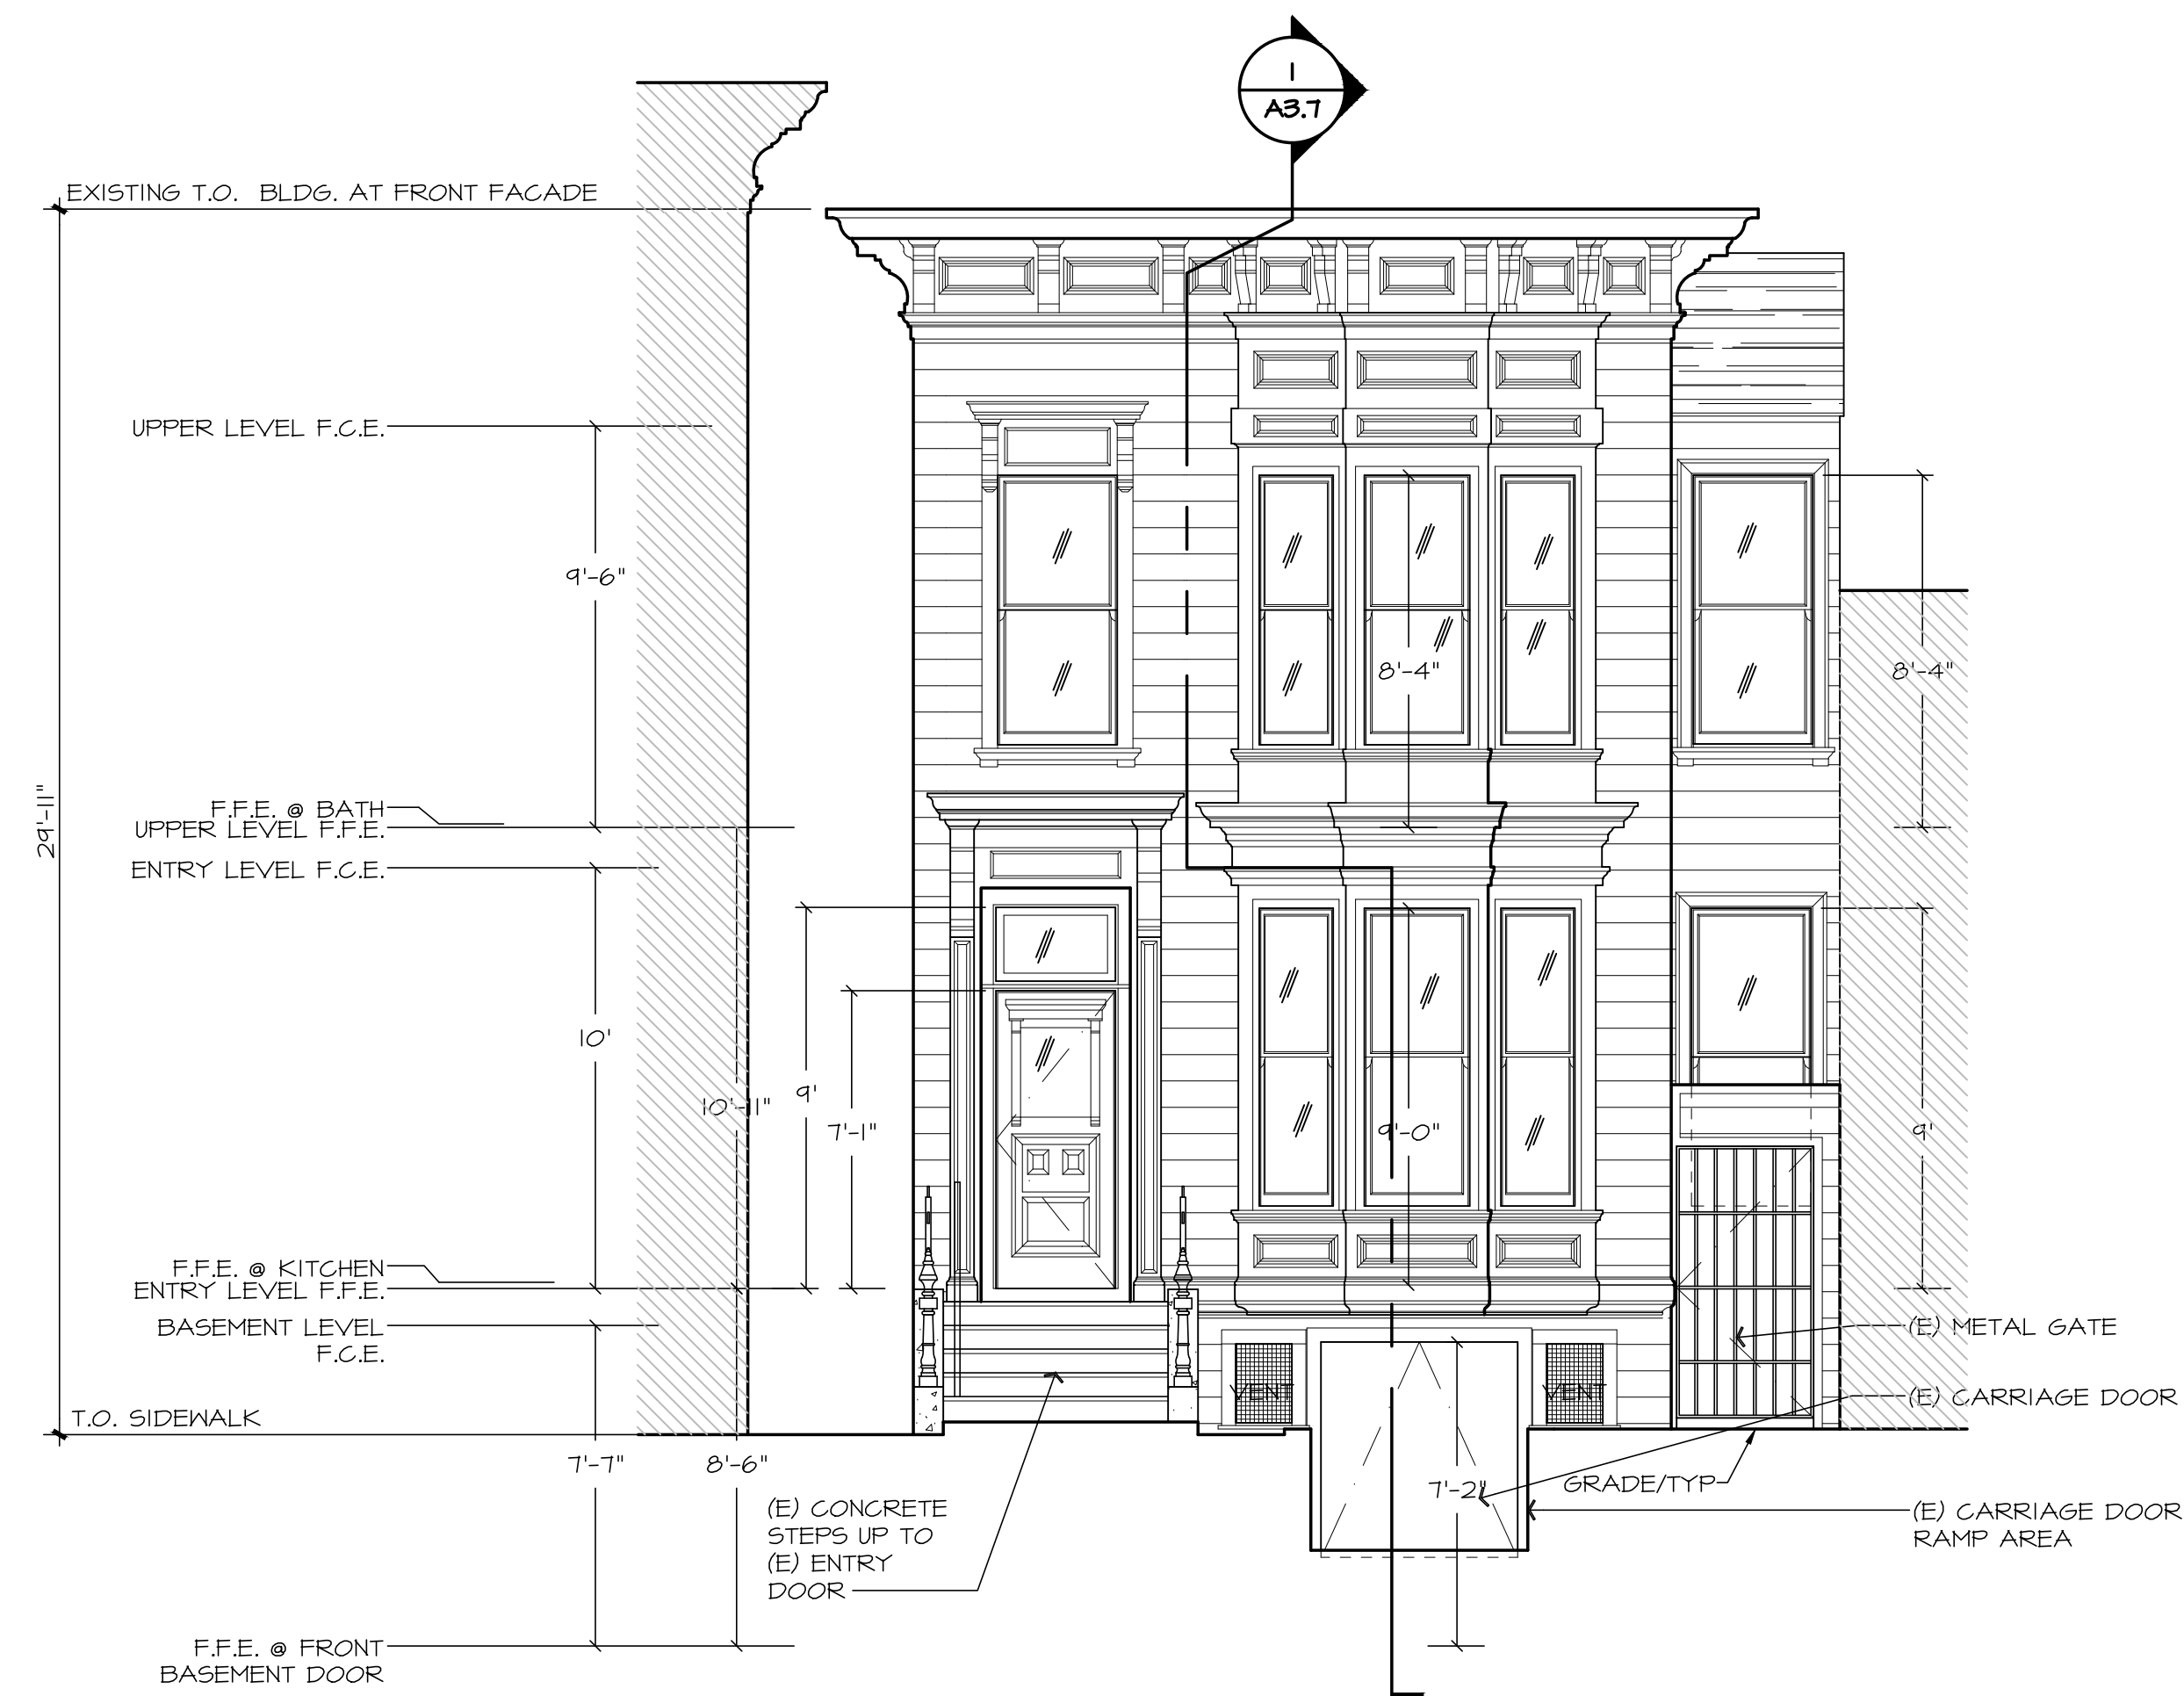 1
A3.7
EXISTING T.O. BLDG. AT FRONT FACADE
UPPER LEVEL F.C.E.
9'-6"
8'-4"
8'-4"
29'-11"
F.F.E. @ BATH
UPPER LEVEL F.F.E.
ENTRY LEVEL F.C.E.
10'
10'-11"
9'
7'-1"
9'-0"
9'
F.F.E. @ KITCHEN
ENTRY LEVEL F.F.E.
BASEMENT LEVEL
F.C.E.
(E) METAL GATE
VENT
VENT
(E) CARRIAGE DOOR
T.O. SIDEWALK
7'-7"
8'-6"
7'-2"
GRADE/TYP
(E) CARRIAGE DOOR
RAMP AREA
(E) CONCRETE
STEPS UP TO
(E) ENTRY
DOOR
F.F.E. @ FRONT
BASEMENT DOOR